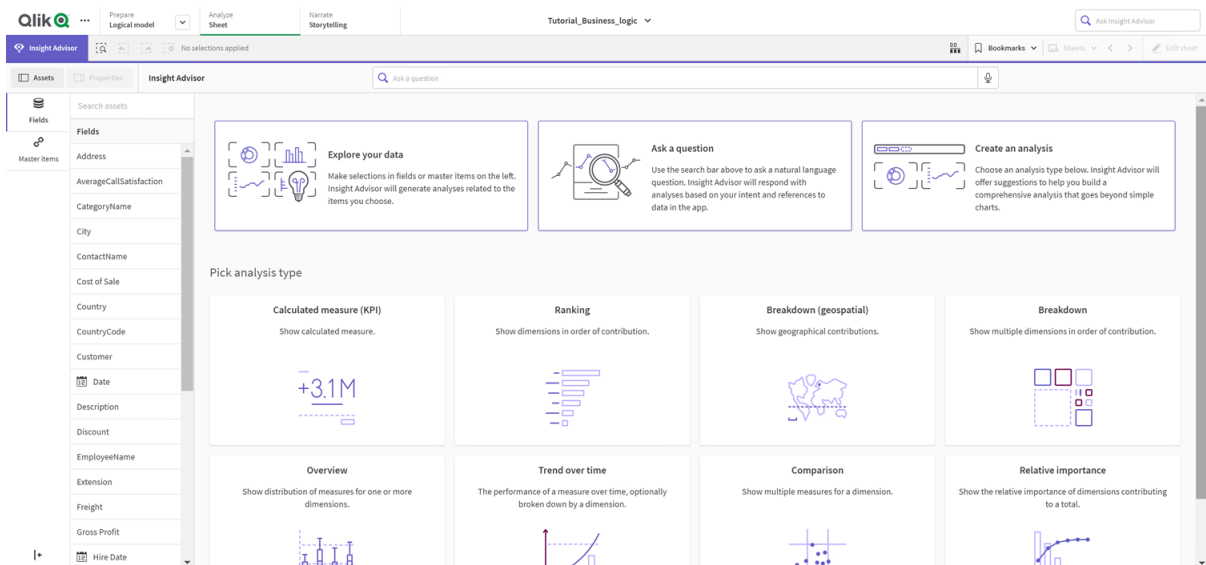 Qlik
Prepare
Logical model
Analyze
Sheet
Narrate
Storytelling
Tutorial_Business_logic
Ask Insight Advisor
Insight Advisor
No selections applied
Bookmarks
Sheets
Edit sheet
Assets
Properties
Insight Advisor
Ask a question
Fields
Master items
Search assets
Fields
Address
AverageCallSatisfaction
CategoryName
City
ContactName
Cost of Sale
Country
CountryCode
Customer
Date
Description
Discount
EmployeeName
Extension
Freight
Gross Profit
Hire Date
Explore your data
Make selections in fields or master items on the left.
Insight Advisor will generate analyses related to the
items you choose.
Ask a question
Use the search bar above to ask a natural language
question. Insight Advisor will respond with
analyses based on your intent and references to
data in the app.
Create an analysis
Choose an analysis type below. Insight Advisor will
offer suggestions to help you build a
comprehensive analysis that goes beyond simple
charts.
Pick analysis type
Calculated measure (KPI)
Show calculated measure.
+3.1M
Ranking
Show dimensions in order of contribution.
Breakdown (geospatial)
Show geographical contributions.
Breakdown
Show multiple dimensions in order of contribution.
Overview
Show distribution of measures for one or more
dimensions.
Trend over time
The performance of a measure over time, optionally
broken down by a dimension.
Comparison
Show multiple measures for a dimension.
Relative importance
Show the relative importance of dimensions contributing
to a total.